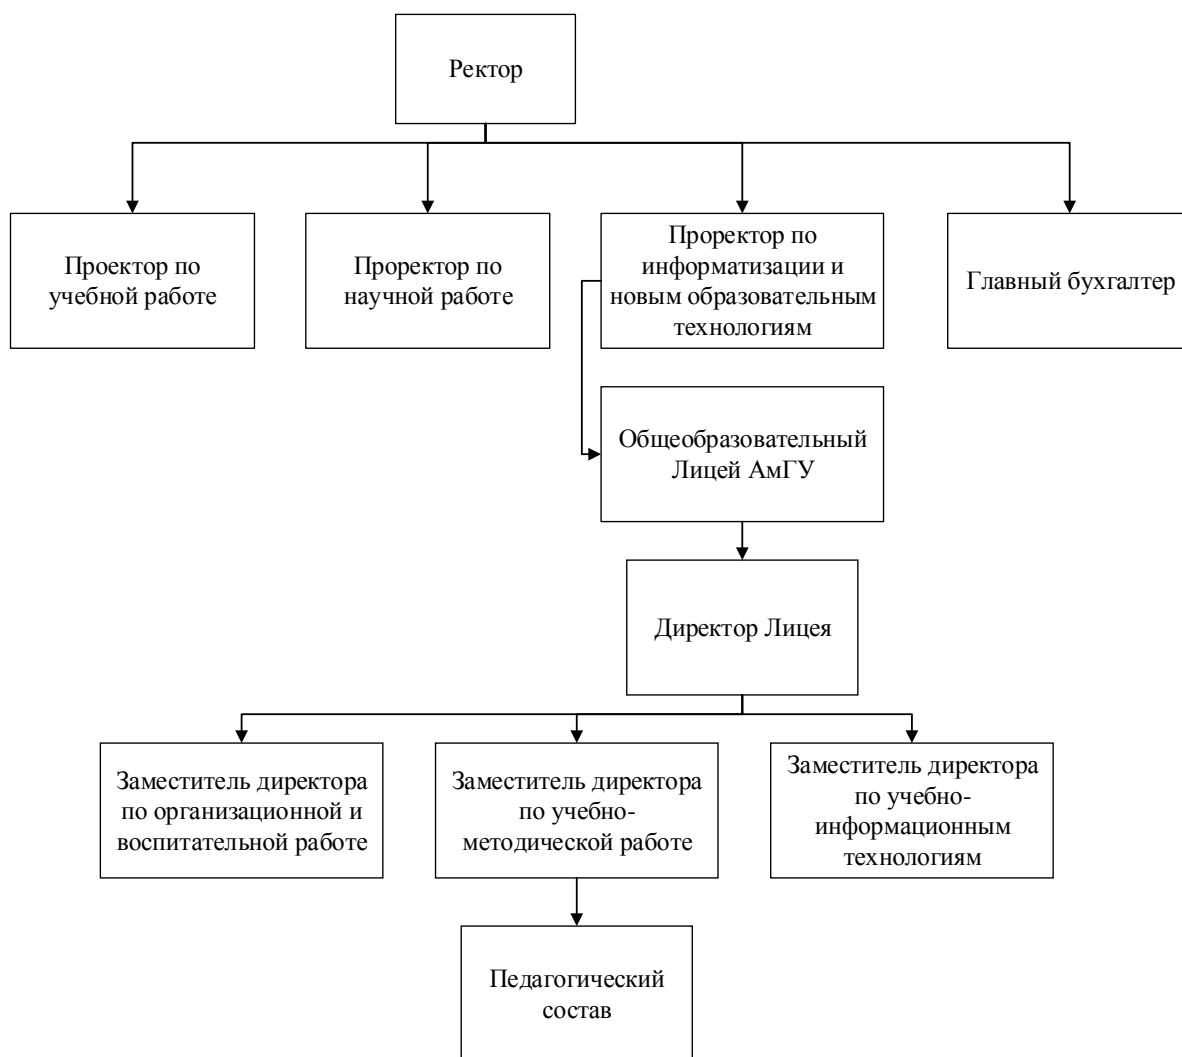 Ректор
Проектор по
учебной работе
Проректор по
научной работе
Проректор по
информатизации и
новым образовательным
технологиям
Главный бухгалтер
Общеобразовательный
Лицей АмГУ
Директор Лицея
Заместитель директора
по организационной и
воспитательной работе
Заместитель директора
по учебно-
методической работе
Заместитель директора
по учебно-
информационным
технологиям
Педагогический
состав